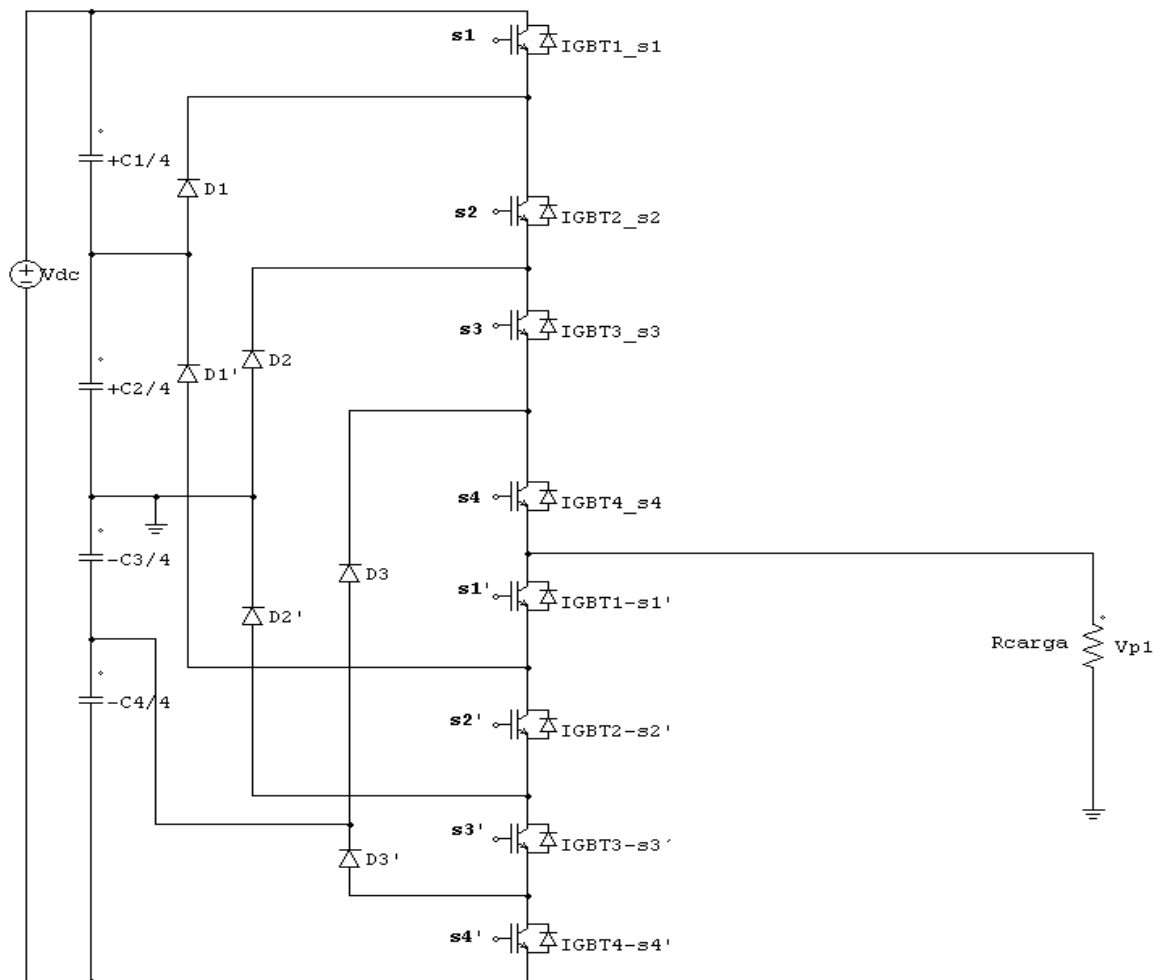 s1 IGBT1_s1
+C1/4
D1
s2 IGBT2_s2
Vdc
s3 IGBT3_s3
D2
D1'
+C2/4
s4 IGBT4_s4
-C3/4
D3
s1' IGBT1-s1'
D2'
Rcarga Vp1
-C4/4
s2' IGBT2-s2'
s3' IGBT3-s3'
D3'
s4' IGBT4-s4'